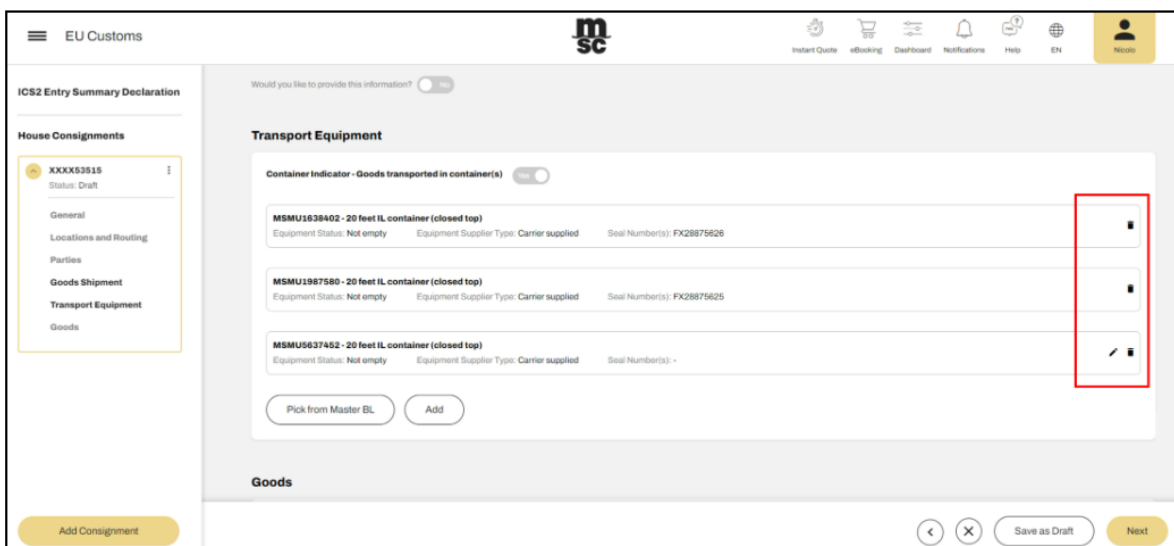 EU Customs
msc
Instant Quote
eBooking
Dashboard
Notifications
Help
EN
Nicolo
ICS2 Entry Summary Declaration
House Consignments
XXXX53515
Status: Draft
General
Locations and Routing
Parties
Goods Shipment
Transport Equipment
Goods
Add Consignment
Would you like to provide this information? No
Transport Equipment
Container Indicator - Goods transported in container(s) Yes
MSMU1638402 - 20 feet IL container (closed top)
Equipment Status: Not empty Equipment Supplier Type: Carrier supplied Seal Number(s): FX28875626
MSMU1987580 - 20 feet IL container (closed top)
Equipment Status: Not empty Equipment Supplier Type: Carrier supplied Seal Number(s): FX28875625
MSMU5637452 - 20 feet IL container (closed top)
Equipment Status: Not empty Equipment Supplier Type: Carrier supplied Seal Number(s): -
Pick from Master BL
Add
Goods
Save as Draft
Next